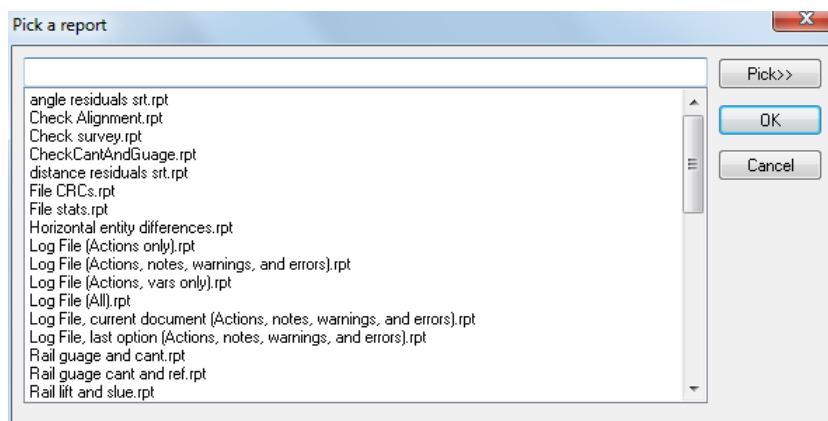 Pick a report
Pick>>
angle residuals srt.rpt
Check Alignment.rpt
OK
Check survey.rpt
CheckCantAndGuage.rpt
distance residuals srt.rpt
Cancel
File CRCs.rpt
File stats.rpt
Horizontal entity differences.rpt
Log File (Actions only).rpt
Log File (Actions, notes, warnings, and errors).rpt
Log File (Actions, vars only).rpt
Log File (All).rpt
Log File, current document (Actions, notes, warnings, and errors).rpt
Log File, last option (Actions, notes, warnings, and errors).rpt
Rail guage and cant.rpt
Rail guage cant and ref.rpt
Rail lift and slue.rpt